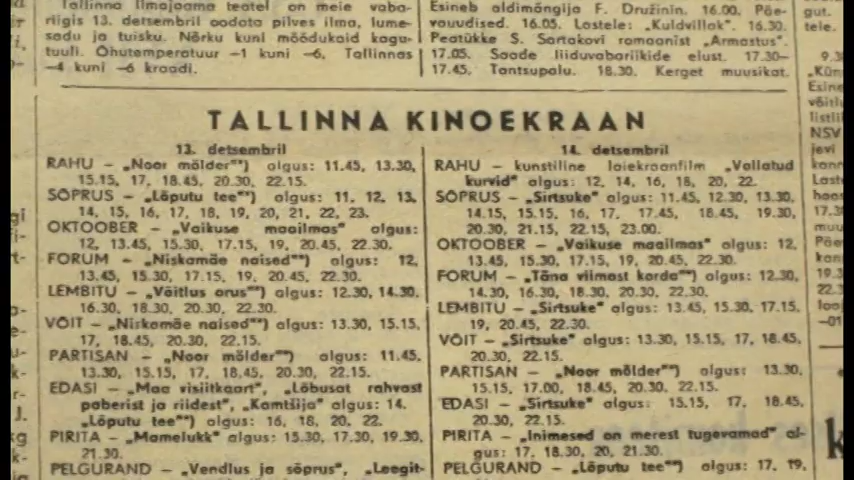 Tallinna Ilmajaama teatel on meie vaba-
riigis 13. detsembril oodata pilves ilma, lume-
sadu ja tuisku. Nõrku kuni mõõdukaid kagu-
tuuli. Õhutemperatuur —1 kuni —6, Tallinnas
—4 kuni —6 kraadi.
Esineb aldimängija F. Družinin. 16.00. Päe-
vauudised. 16.05. Lastele: „Kuldvillak". 16.30.
Peatükke S. Sartakovi romaanist „Armastus".
17.05. Saade liiduvabariikide elust. 17.30—
17.45. Tantsupalu. 18.30. Kerget muusikat.
TALLINNA KINOEKRAAN
13. detsembril
RAHU — „Noor mölder"*) algus: 11.45, 13.30,
15.15, 17, 18.45, 20.30, 22.15.
SÕPRUS — „Lõputu tee"*) algus: 11, 12, 13,
14, 15, 16, 17, 18, 19, 20, 21, 22, 23.
OKTOOBER — „Vaikuse maailmas" algus:
12, 13.45, 15.30, 17.15, 19, 20.45, 22.30.
FORUM — „Niskamäe naised"*) algus: 12,
13.45, 15.30, 17.15, 19, 20.45, 22.30.
LEMBITU — „Võitlus orus"*) algus: 12.30, 14.30,
16.30, 18.30, 20.30, 22.30.
VÕIT — „Niskamäe naised"*) algus: 13.30, 15.15,
17, 18.45, 20.30, 22.15.
PARTISAN — „Noor mölder"*) algus: 11.45,
13.30, 15.15, 17, 18.45, 20.30, 22.15.
EDASI — „Maa visiitkaart", „Lõbusat rahvast
paberist ja riidest", „Kamtšija" algus: 14.
„Lõputu tee"*) algus: 16, 18, 20, 22.
PIRITA — „Mamelukk" algus: 15.30, 17.30, 19.30,
21.30.
PELGURAND — „Vendlus ja sõprus", „Leegit-
14. detsembril
RAHU — kunstiline laiekraanfilm „Vallatud
kurvid" algus: 12, 14, 16, 18, 20, 22.
SÕPRUS — „Sirtsuke" algus: 11.45, 12.30, 13.30,
14.15, 15.15, 16, 17, 17.45, 18.45, 19.30,
20.30, 21.15, 22.15, 23.00.
OKTOOBER — „Vaikuse maailmas" algus: 12,
13.45, 15.30, 17.15, 19, 20.45, 22.30.
FORUM — „Täna viimast korda"*) algus: 12.30,
14.30, 16.30, 18.30, 20.30, 22.30.
LEMBITU — „Sirtsuke" algus: 13.45, 15.30, 17.15,
19, 20.45, 22.30.
VÕIT — „Sirtsuke" algus: 13.30, 15.15, 17, 18.45,
20.30, 22.15.
PARTISAN — „Noor mölder"*) algus: 13.30,
15.15, 17.00, 18.45, 20.30, 22.15.
EDASI — „Sirtsuke" algus: 15.15, 17, 18.45,
20.30, 22.15.
PIRITA — „Inimesed on merest tugevamad" al-
gus: 17, 18.30, 20, 21.30.
PELGURAND — „Lõputu tee"*) algus: 17, 19,